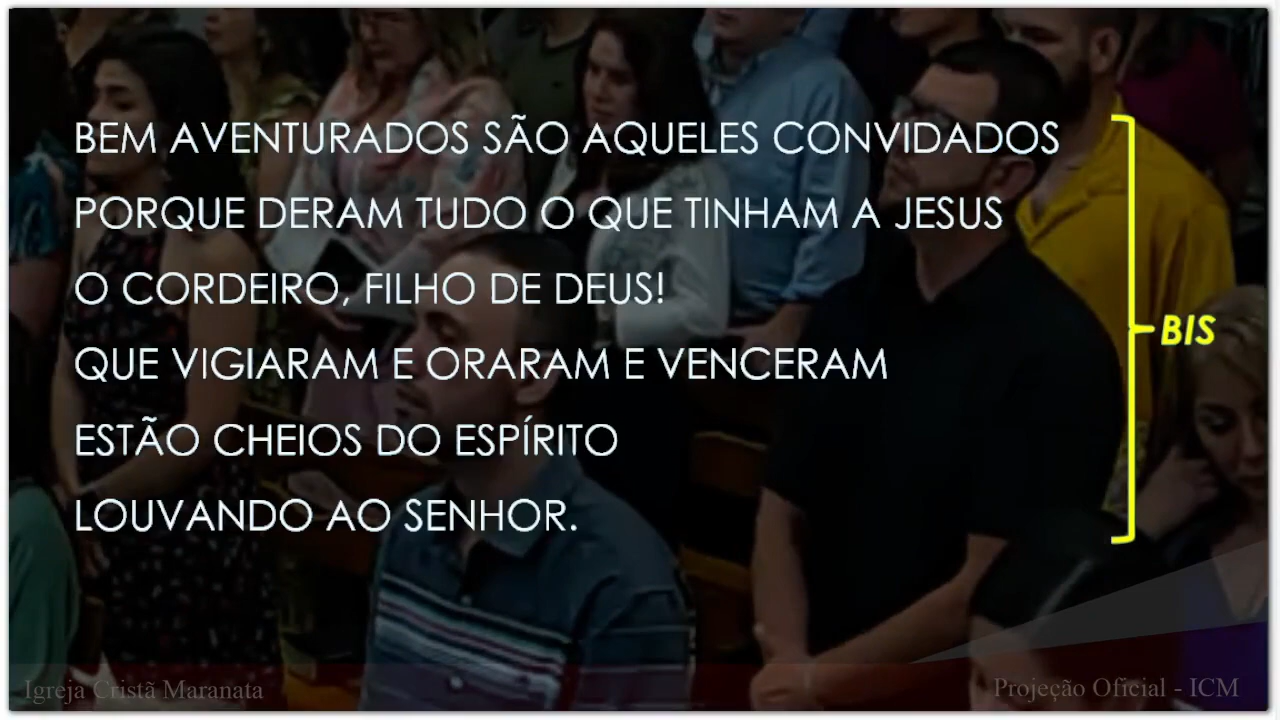 BEM AVENTURADOS SÃO AQUELES CONVIDADOS
PORQUE DERAM TUDO O QUE TINHAM A JESUS
O CORDEIRO, FILHO DE DEUS!
QUE VIGIARAM E ORARAM E VENCERAM
ESTÃO CHEIOS DO ESPÍRITO
LOUVANDO AO SENHOR.
BIS
Igreja Cristã Maranata
Projeção Oficial - ICM